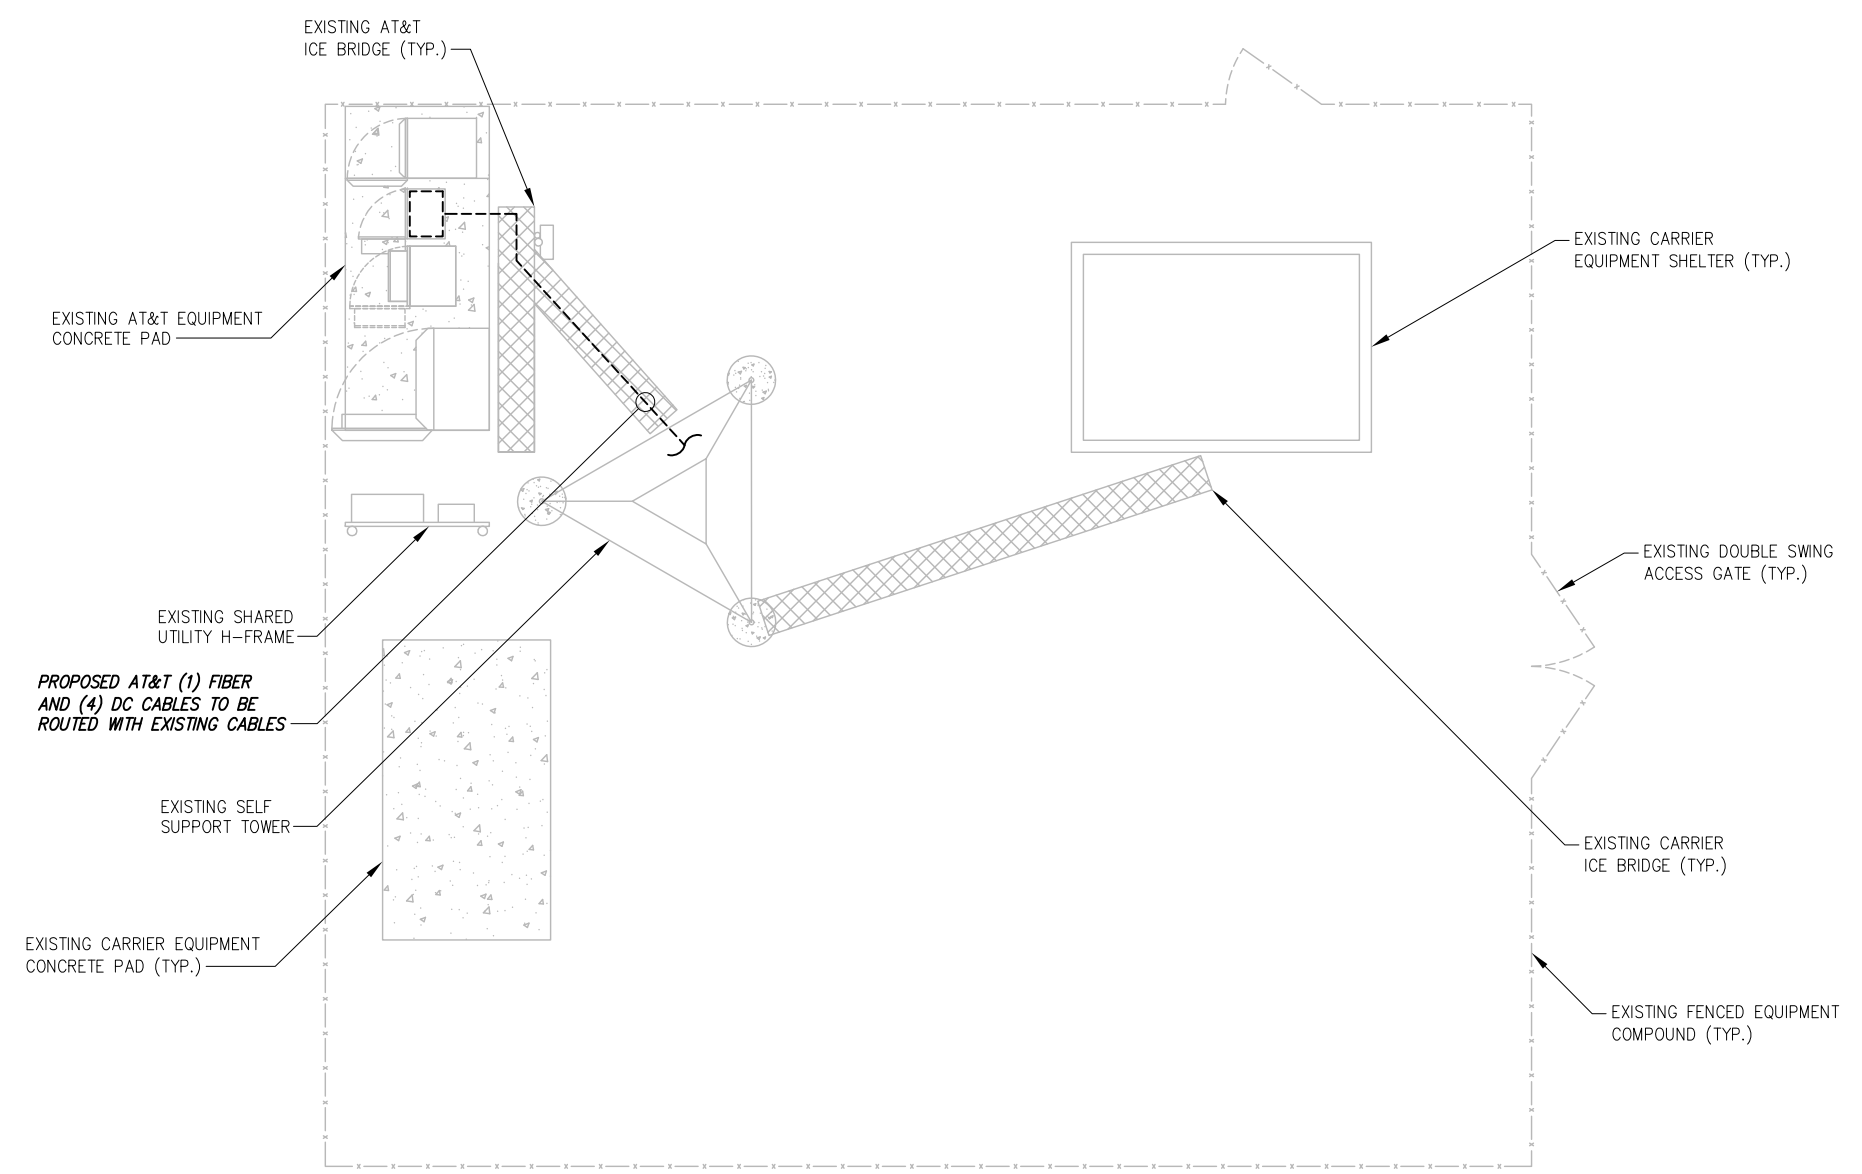 EXISTING AT&T
ICE BRIDGE (TYP.)
EXISTING CARRIER
EQUIPMENT SHELTER (TYP.)
EXISTING AT&T EQUIPMENT
CONCRETE PAD
EXISTING DOUBLE SWING
ACCESS GATE (TYP.)
EXISTING SHARED
UTILITY H-FRAME
PROPOSED AT&T (1) FIBER
AND (4) DC CABLES TO BE
ROUTED WITH EXISTING CABLES
EXISTING SELF
SUPPORT TOWER
EXISTING CARRIER
ICE BRIDGE (TYP.)
EXISTING CARRIER EQUIPMENT
CONCRETE PAD (TYP.)
EXISTING FENCED EQUIPMENT
COMPOUND (TYP.)